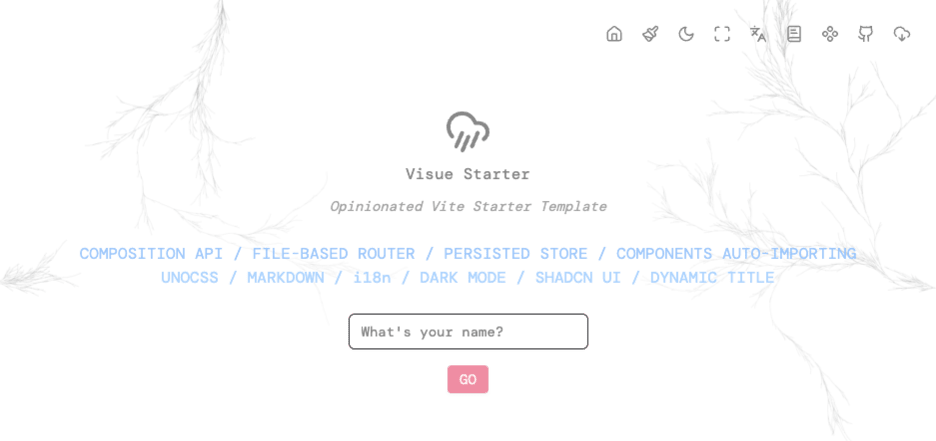 Visue Starter
Opinionated Vite Starter Template
COMPOSITION API / FILE-BASED ROUTER / PERSISTED STORE / COMPONENTS AUTO-IMPORTING
UNOCSS / MARKDOWN / i18n / DARK MODE / SHADCN UI / DYNAMIC TITLE
What's your name?
GO